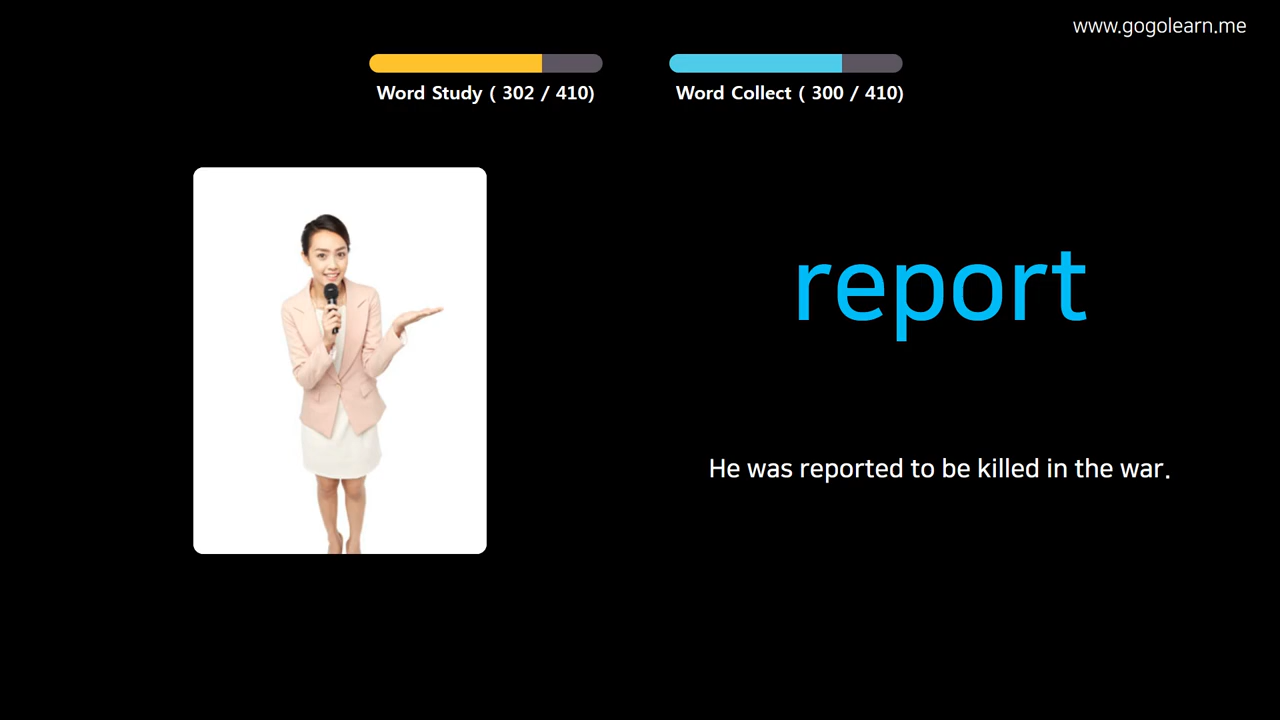 www.gogolearn.me
Word Study ( 302 / 410)
Word Collect ( 300 / 410)
report
He was reported to be killed in the war.